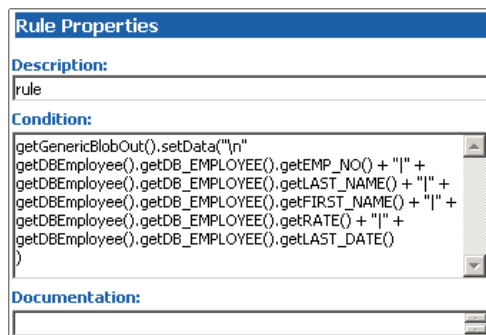 Rule Properties
Description:
rule
Condition:
getGenericBlobOut().setData("\n"
getDBEmployee().getDB_EMPLOYEE().getEMP_NO() + "|" +
getDBEmployee().getDB_EMPLOYEE().getLAST_NAME() + "|" +
getDBEmployee().getDB_EMPLOYEE().getFIRST_NAME() + "|" +
getDBEmployee().getDB_EMPLOYEE().getRATE() + "|" +
getDBEmployee().getDB_EMPLOYEE().getLAST_DATE()
)
Documentation: